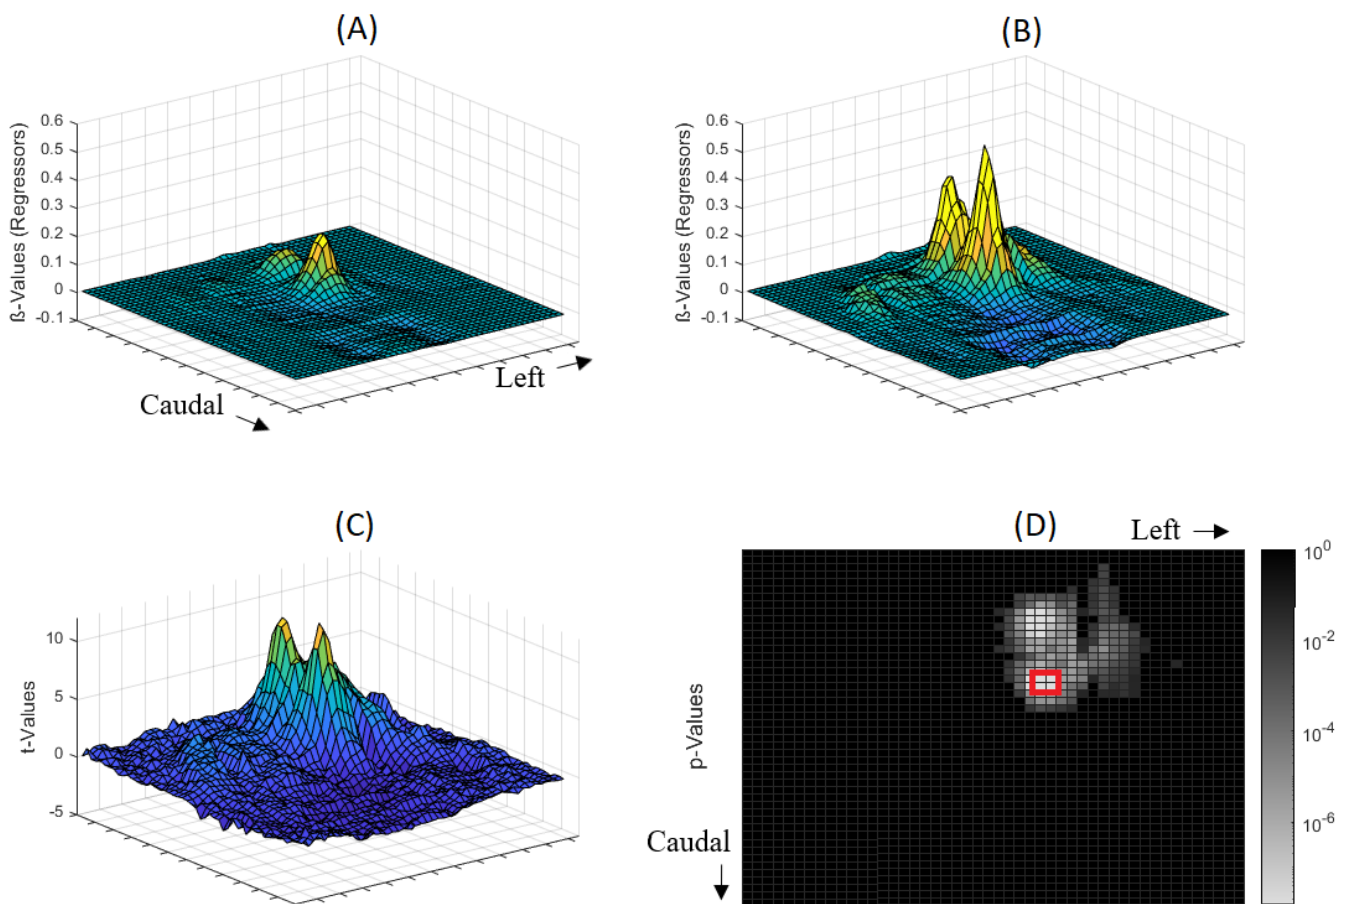 (A)
0.6
0.5
0.4
0.3
0.2
0.1
0
-0.1
ß-Values (Regressors)
Caudal
Left
(B)
0.6
0.5
0.4
0.3
0.2
0.1
0
-0.1
ß-Values (Regressors)
(C)
10
5
0
-5
t-Values
(D)
Left
p-Values
Caudal
10^0
10^-2
10^-4
10^-6